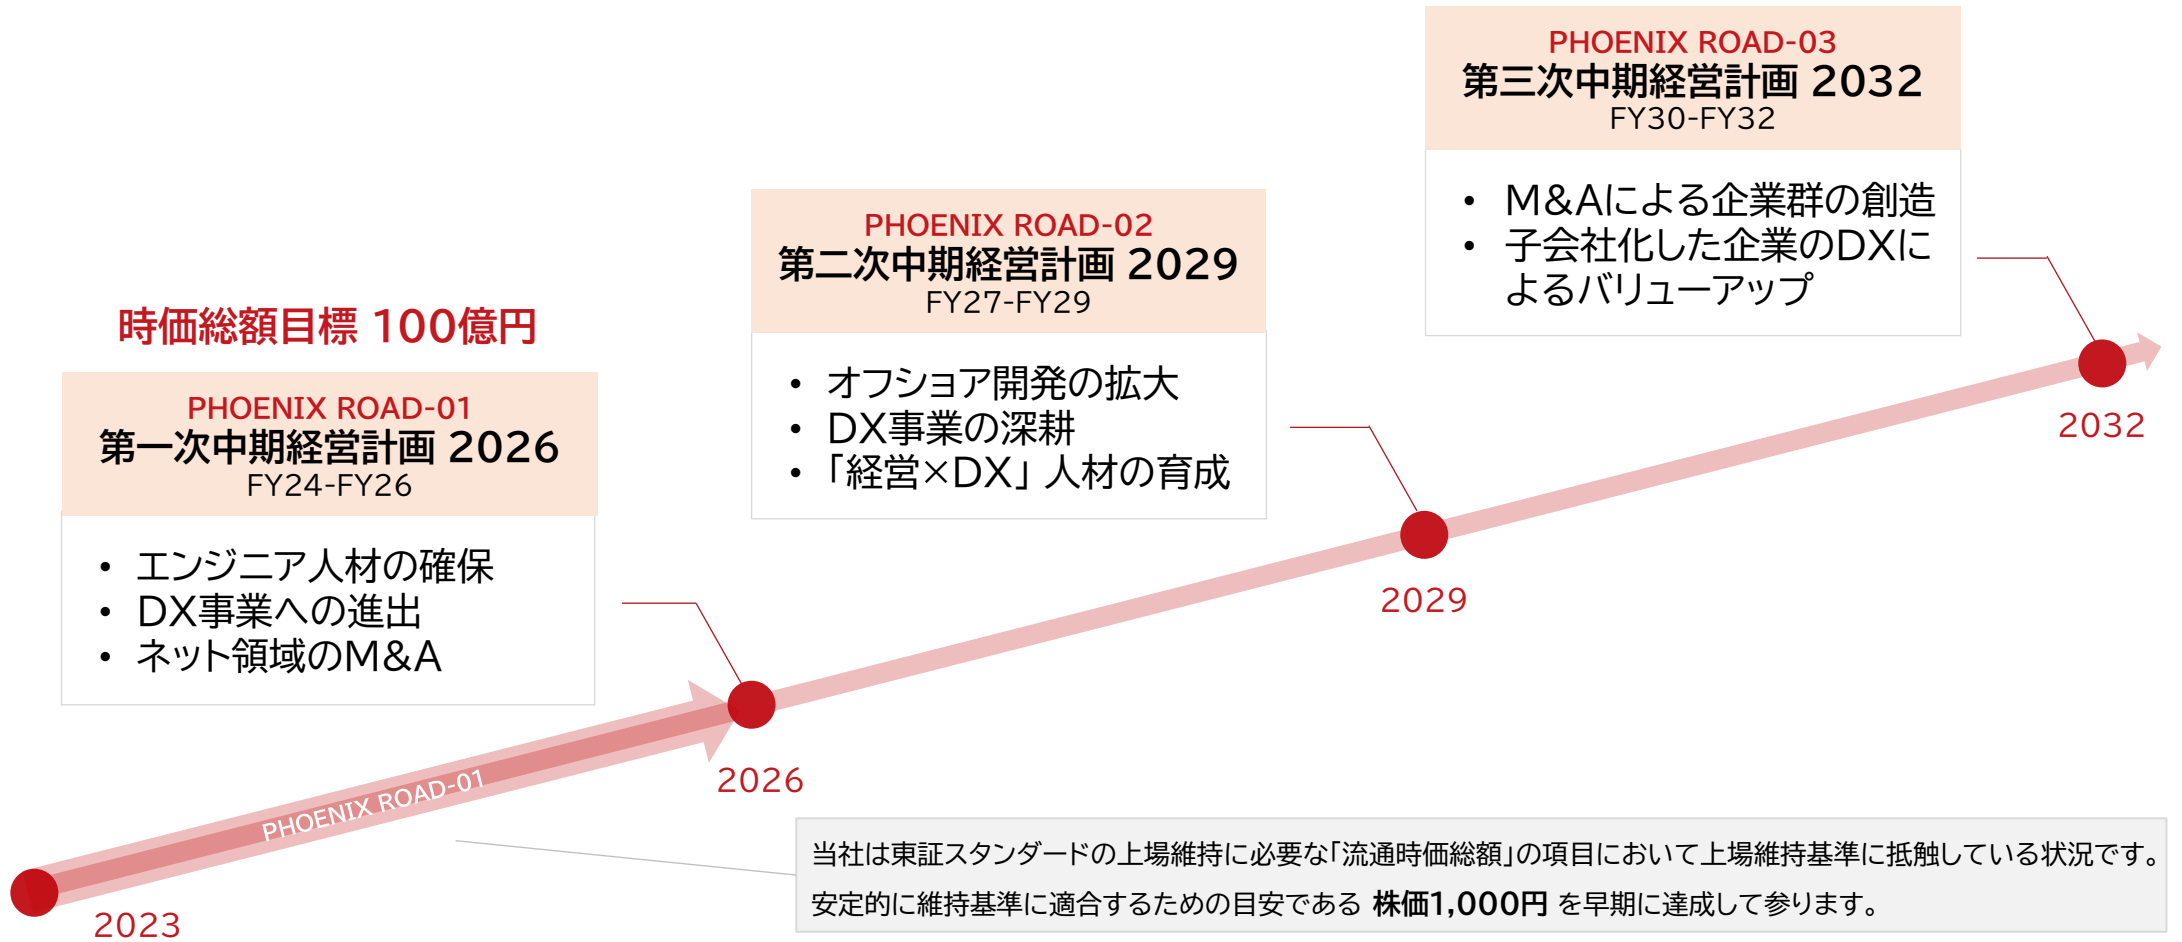 時価総額目標 100億円
PHOENIX ROAD-01
第一次中期経営計画 2026
FY24-FY26
• エンジニア人材の確保
• DX事業への進出
• ネット領域のM&A
PHOENIX ROAD-02
第二次中期経営計画 2029
FY27-FY29
• オフショア開発の拡大
• DX事業の深耕
• 「経営×DX」 人材の育成
PHOENIX ROAD-03
第三次中期経営計画 2032
FY30-FY32
• M&Aによる企業群の創造
• 子会社化した企業のDXに
よるバリューアップ
PHOENIX ROAD-01
2023
2026
2029
2032
当社は東証スタンダードの上場維持に必要な「流通時価総額」の項目において上場維持基準に抵触している状況です。
安定的に維持基準に適合するための目安である 株価1,000円 を早期に達成して参ります。